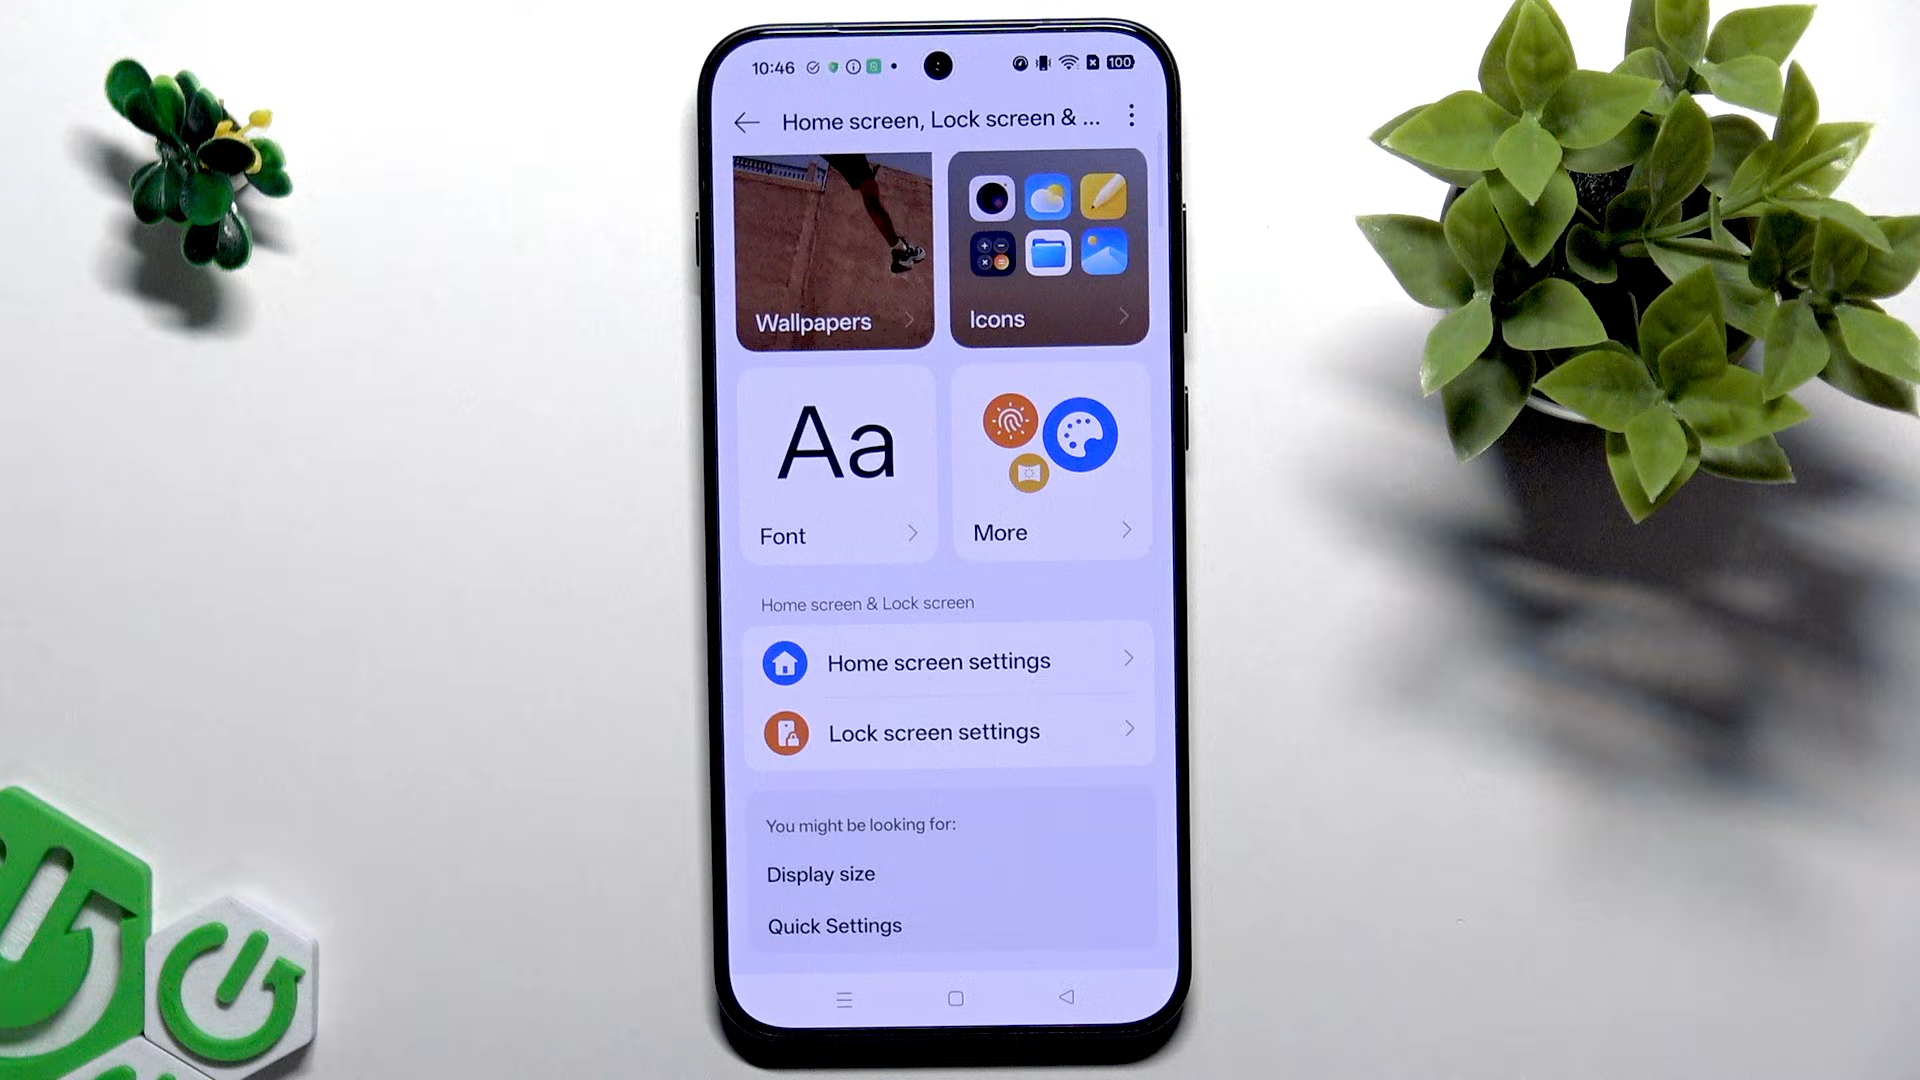 10:46
100
Home screen, Lock screen & ...
Wallpapers
Icons
Aa
Font
More
Home screen & Lock screen
Home screen settings
Lock screen settings
You might be looking for:
Display size
Quick Settings